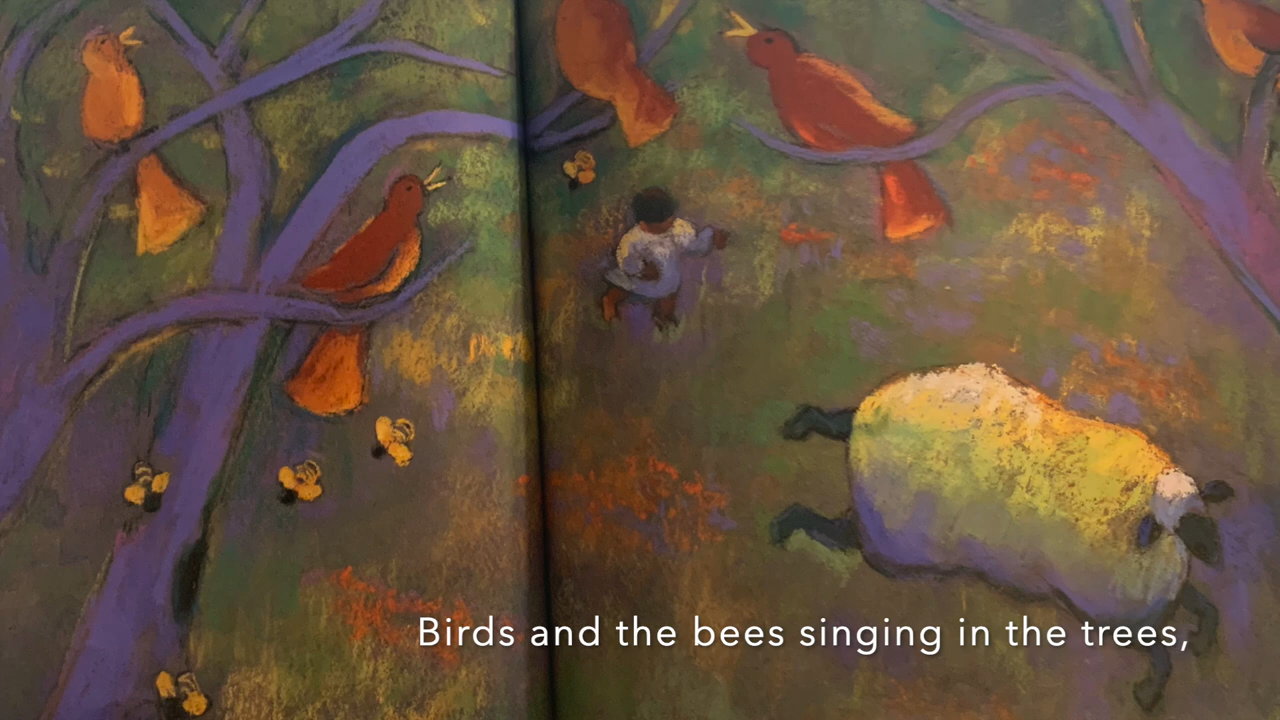 Birds and the bees singing in the trees,